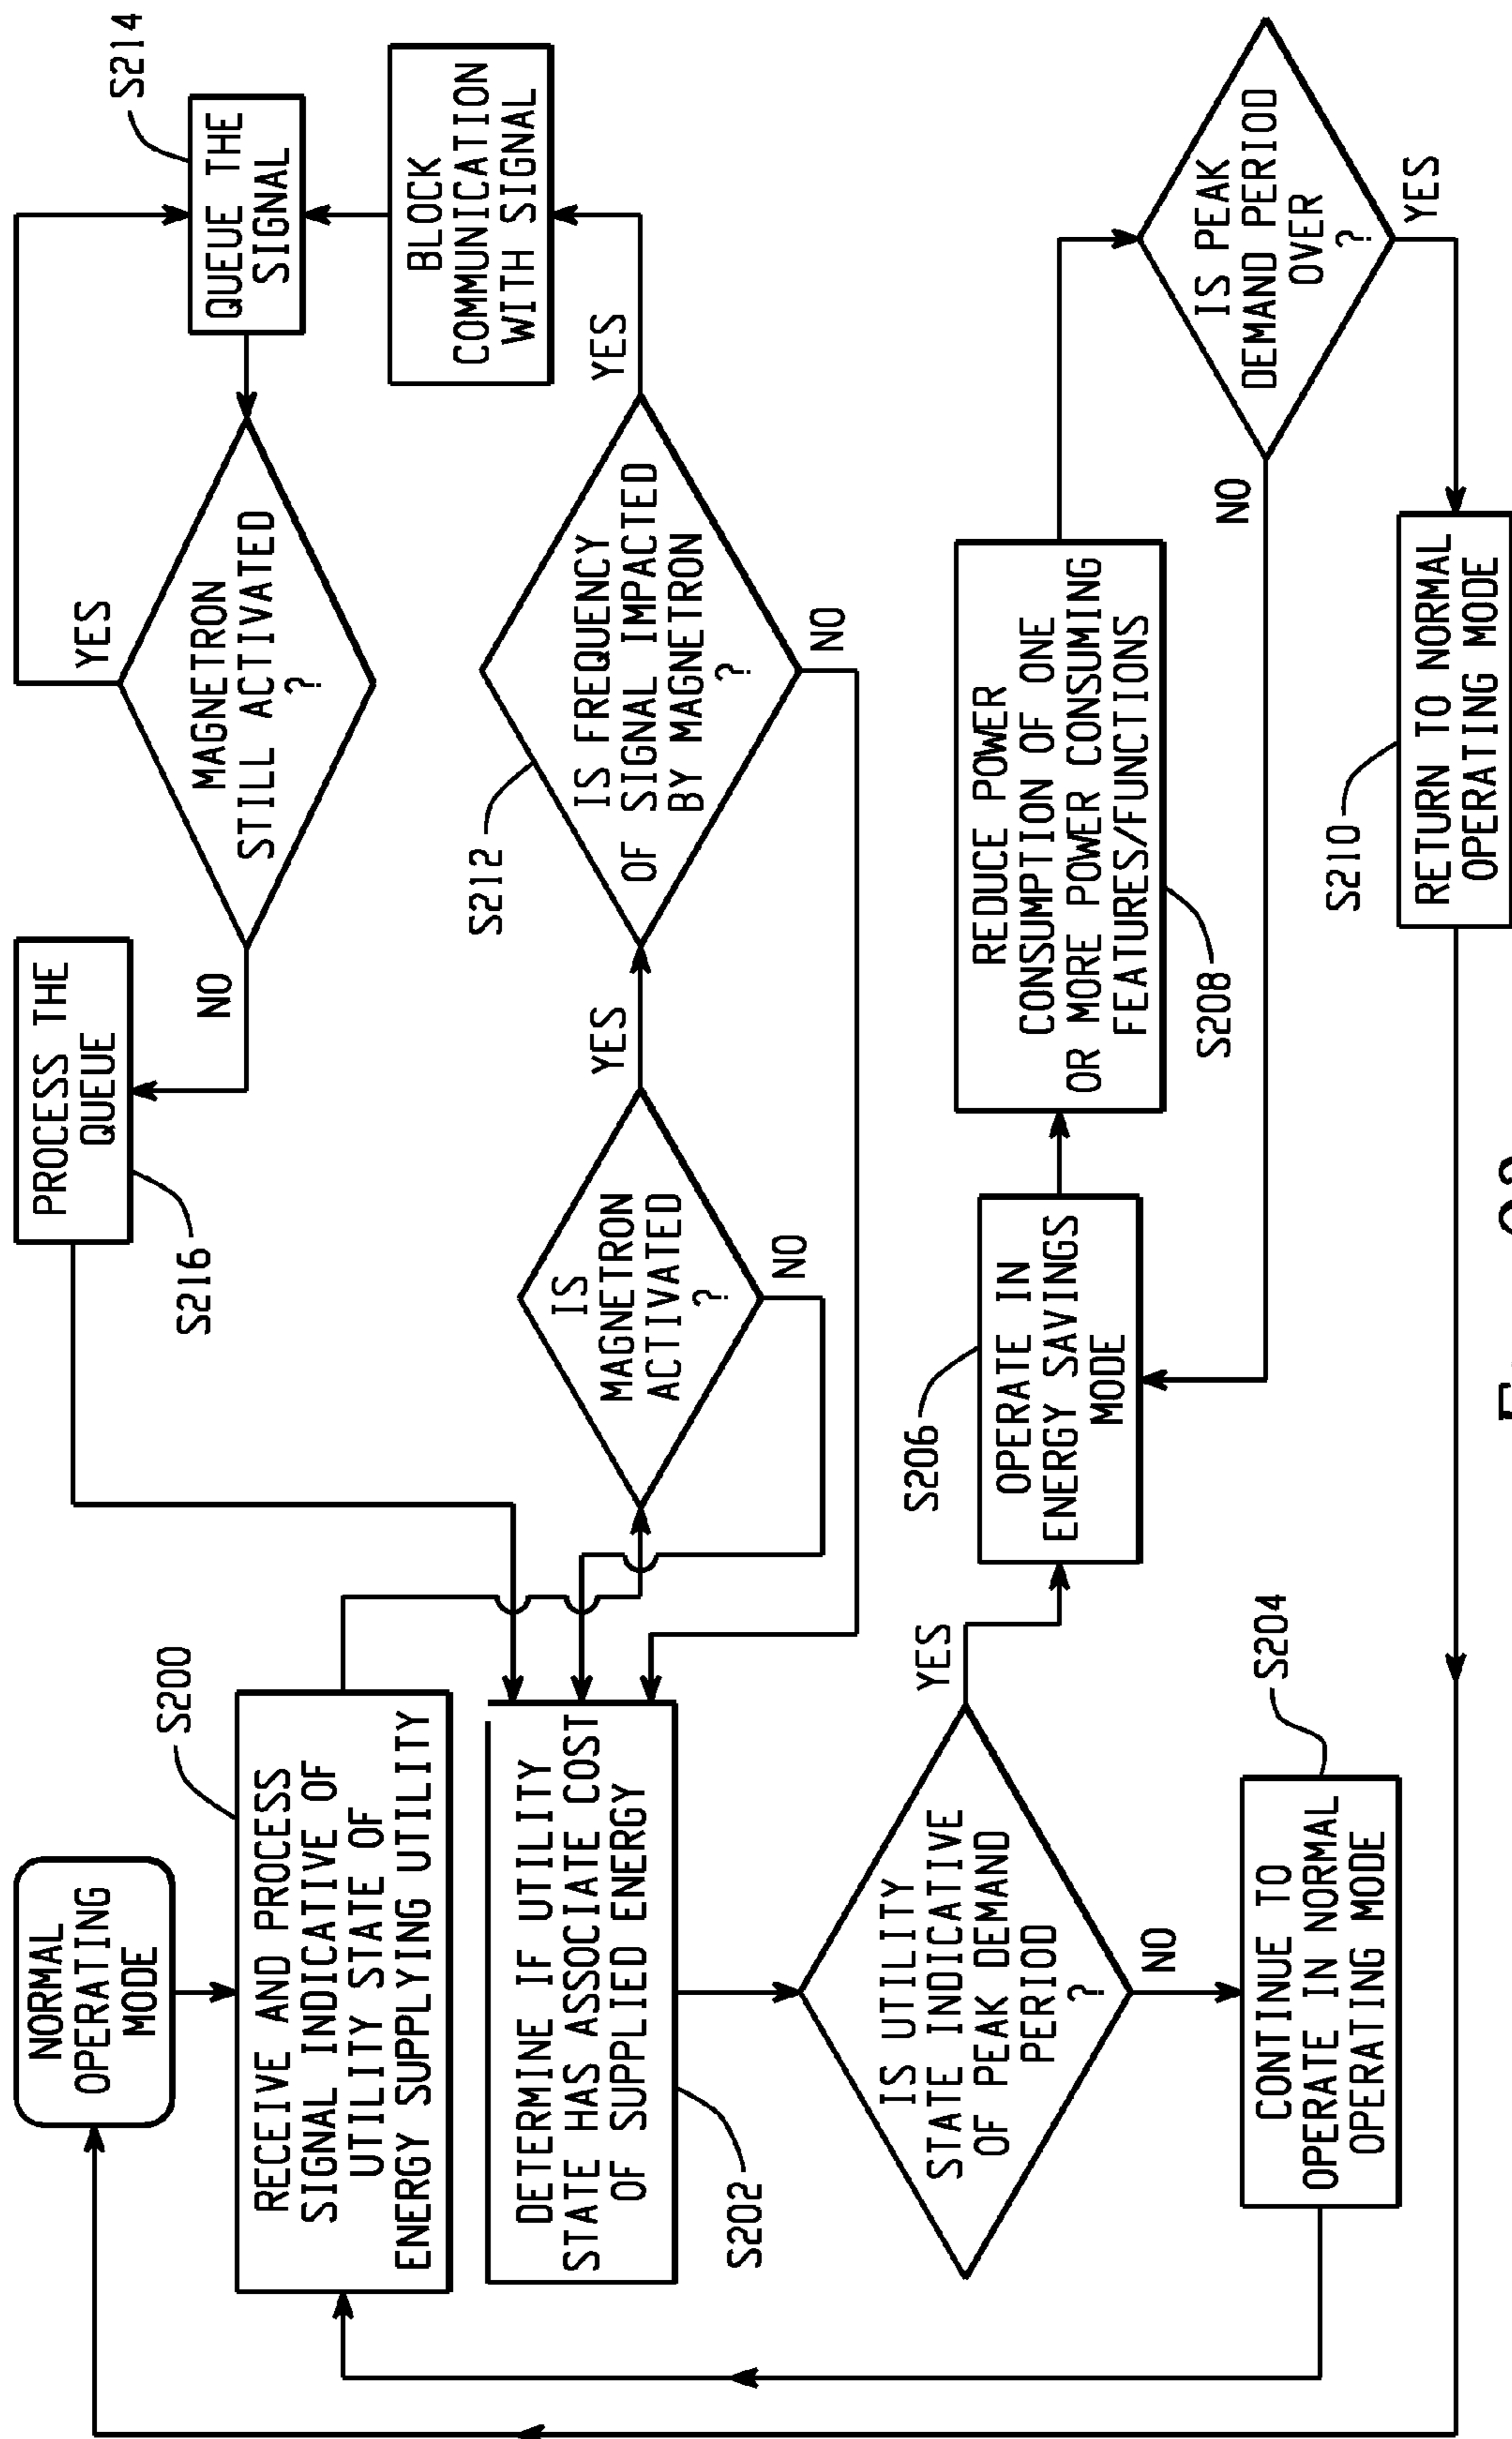 NORMAL
OPERATING
MODE
S200
RECEIVE AND PROCESS
SIGNAL INDICATIVE OF
UTILITY STATE OF
ENERGY SUPPLYING UTILITY
DETERMINE IF UTILITY
STATE HAS ASSOCIATE COST
OF SUPPLIED ENERGY
S202
IS UTILITY
STATE INDICATIVE
OF PEAK DEMAND
PERIOD
?
YES
NO
S204
CONTINUE TO
OPERATE IN NORMAL
OPERATING MODE
PROCESS THE
QUEUE
S216
NO
MAGNETRON
STILL ACTIVATED
?
YES
S214
QUEUE THE
SIGNAL
BLOCK
COMMUNICATION
WITH SIGNAL
IS
MAGNETRON
ACTIVATED
?
YES
NO
S212
IS FREQUENCY
OF SIGNAL IMPACTED
BY MAGNETRON
?
YES
NO
S206
OPERATE IN
ENERGY SAVINGS
MODE
REDUCE POWER
CONSUMPTION OF ONE
OR MORE POWER CONSUMING
FEATURES/FUNCTIONS
S208
IS PEAK
DEMAND PERIOD
OVER
?
NO
YES
S210
RETURN TO NORMAL
OPERATING MODE